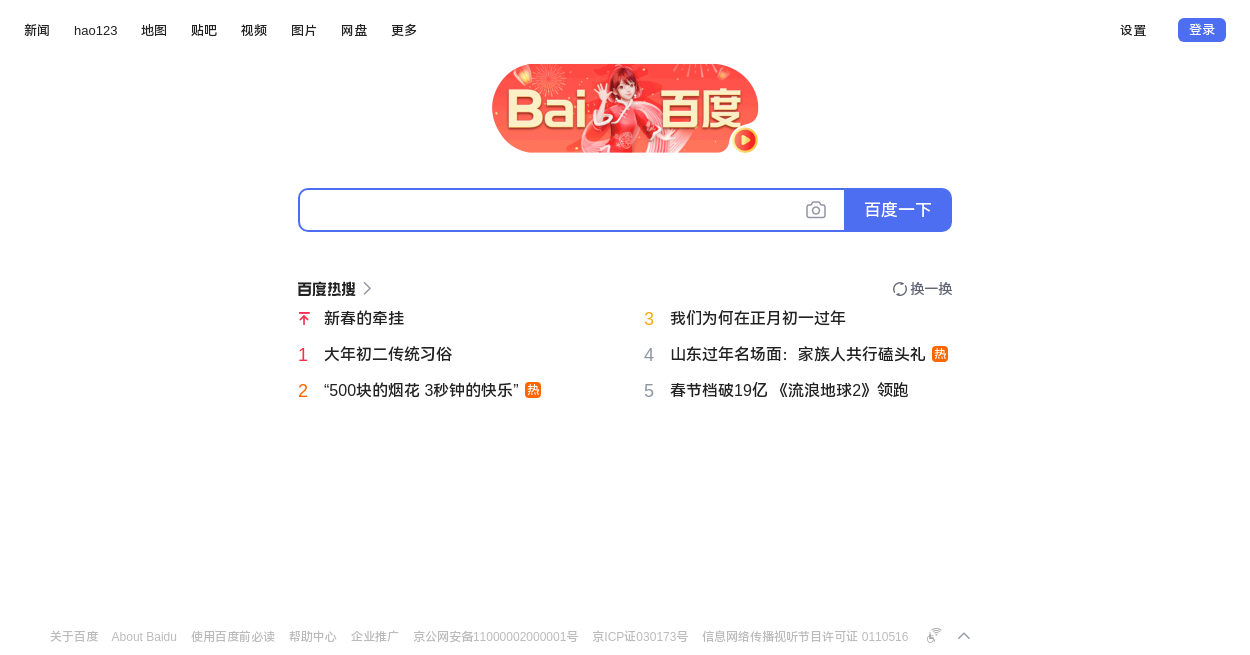 新闻 hao123 地图 贴吧 视频 图片 网盘 更多 设置 登录
Bai 百度
百度一下
百度热搜 换一换
新春的牵挂
3 我们为何在正月初一过年
1 大年初二传统习俗
4 山东过年名场面：家族人共行磕头礼 热
2 “500块的烟花 3秒钟的快乐” 热
5 春节档破19亿 《流浪地球2》领跑
关于百度 About Baidu 使用百度前必读 帮助中心 企业推广 京公网安备11000002000001号 京ICP证030173号 信息网络传播视听节目许可证 0110516